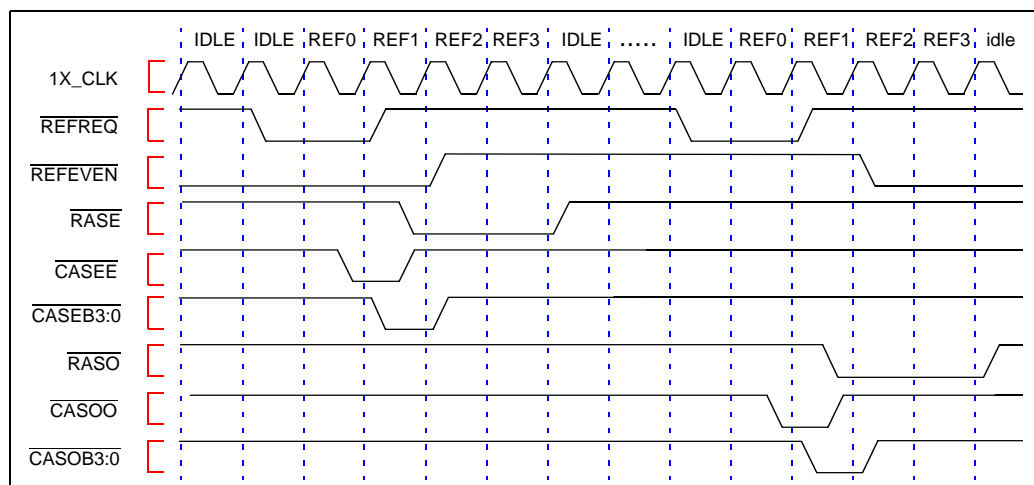 IDLE IDLE REF0 REF1 REF2 REF3 IDLE ..... IDLE REF0 REF1 REF2 REF3 idle
1X_CLK
REFREQ
REFEVEN
RASE
CASEE
CASEB3:0
RASO
CASOO
CASOB3:0